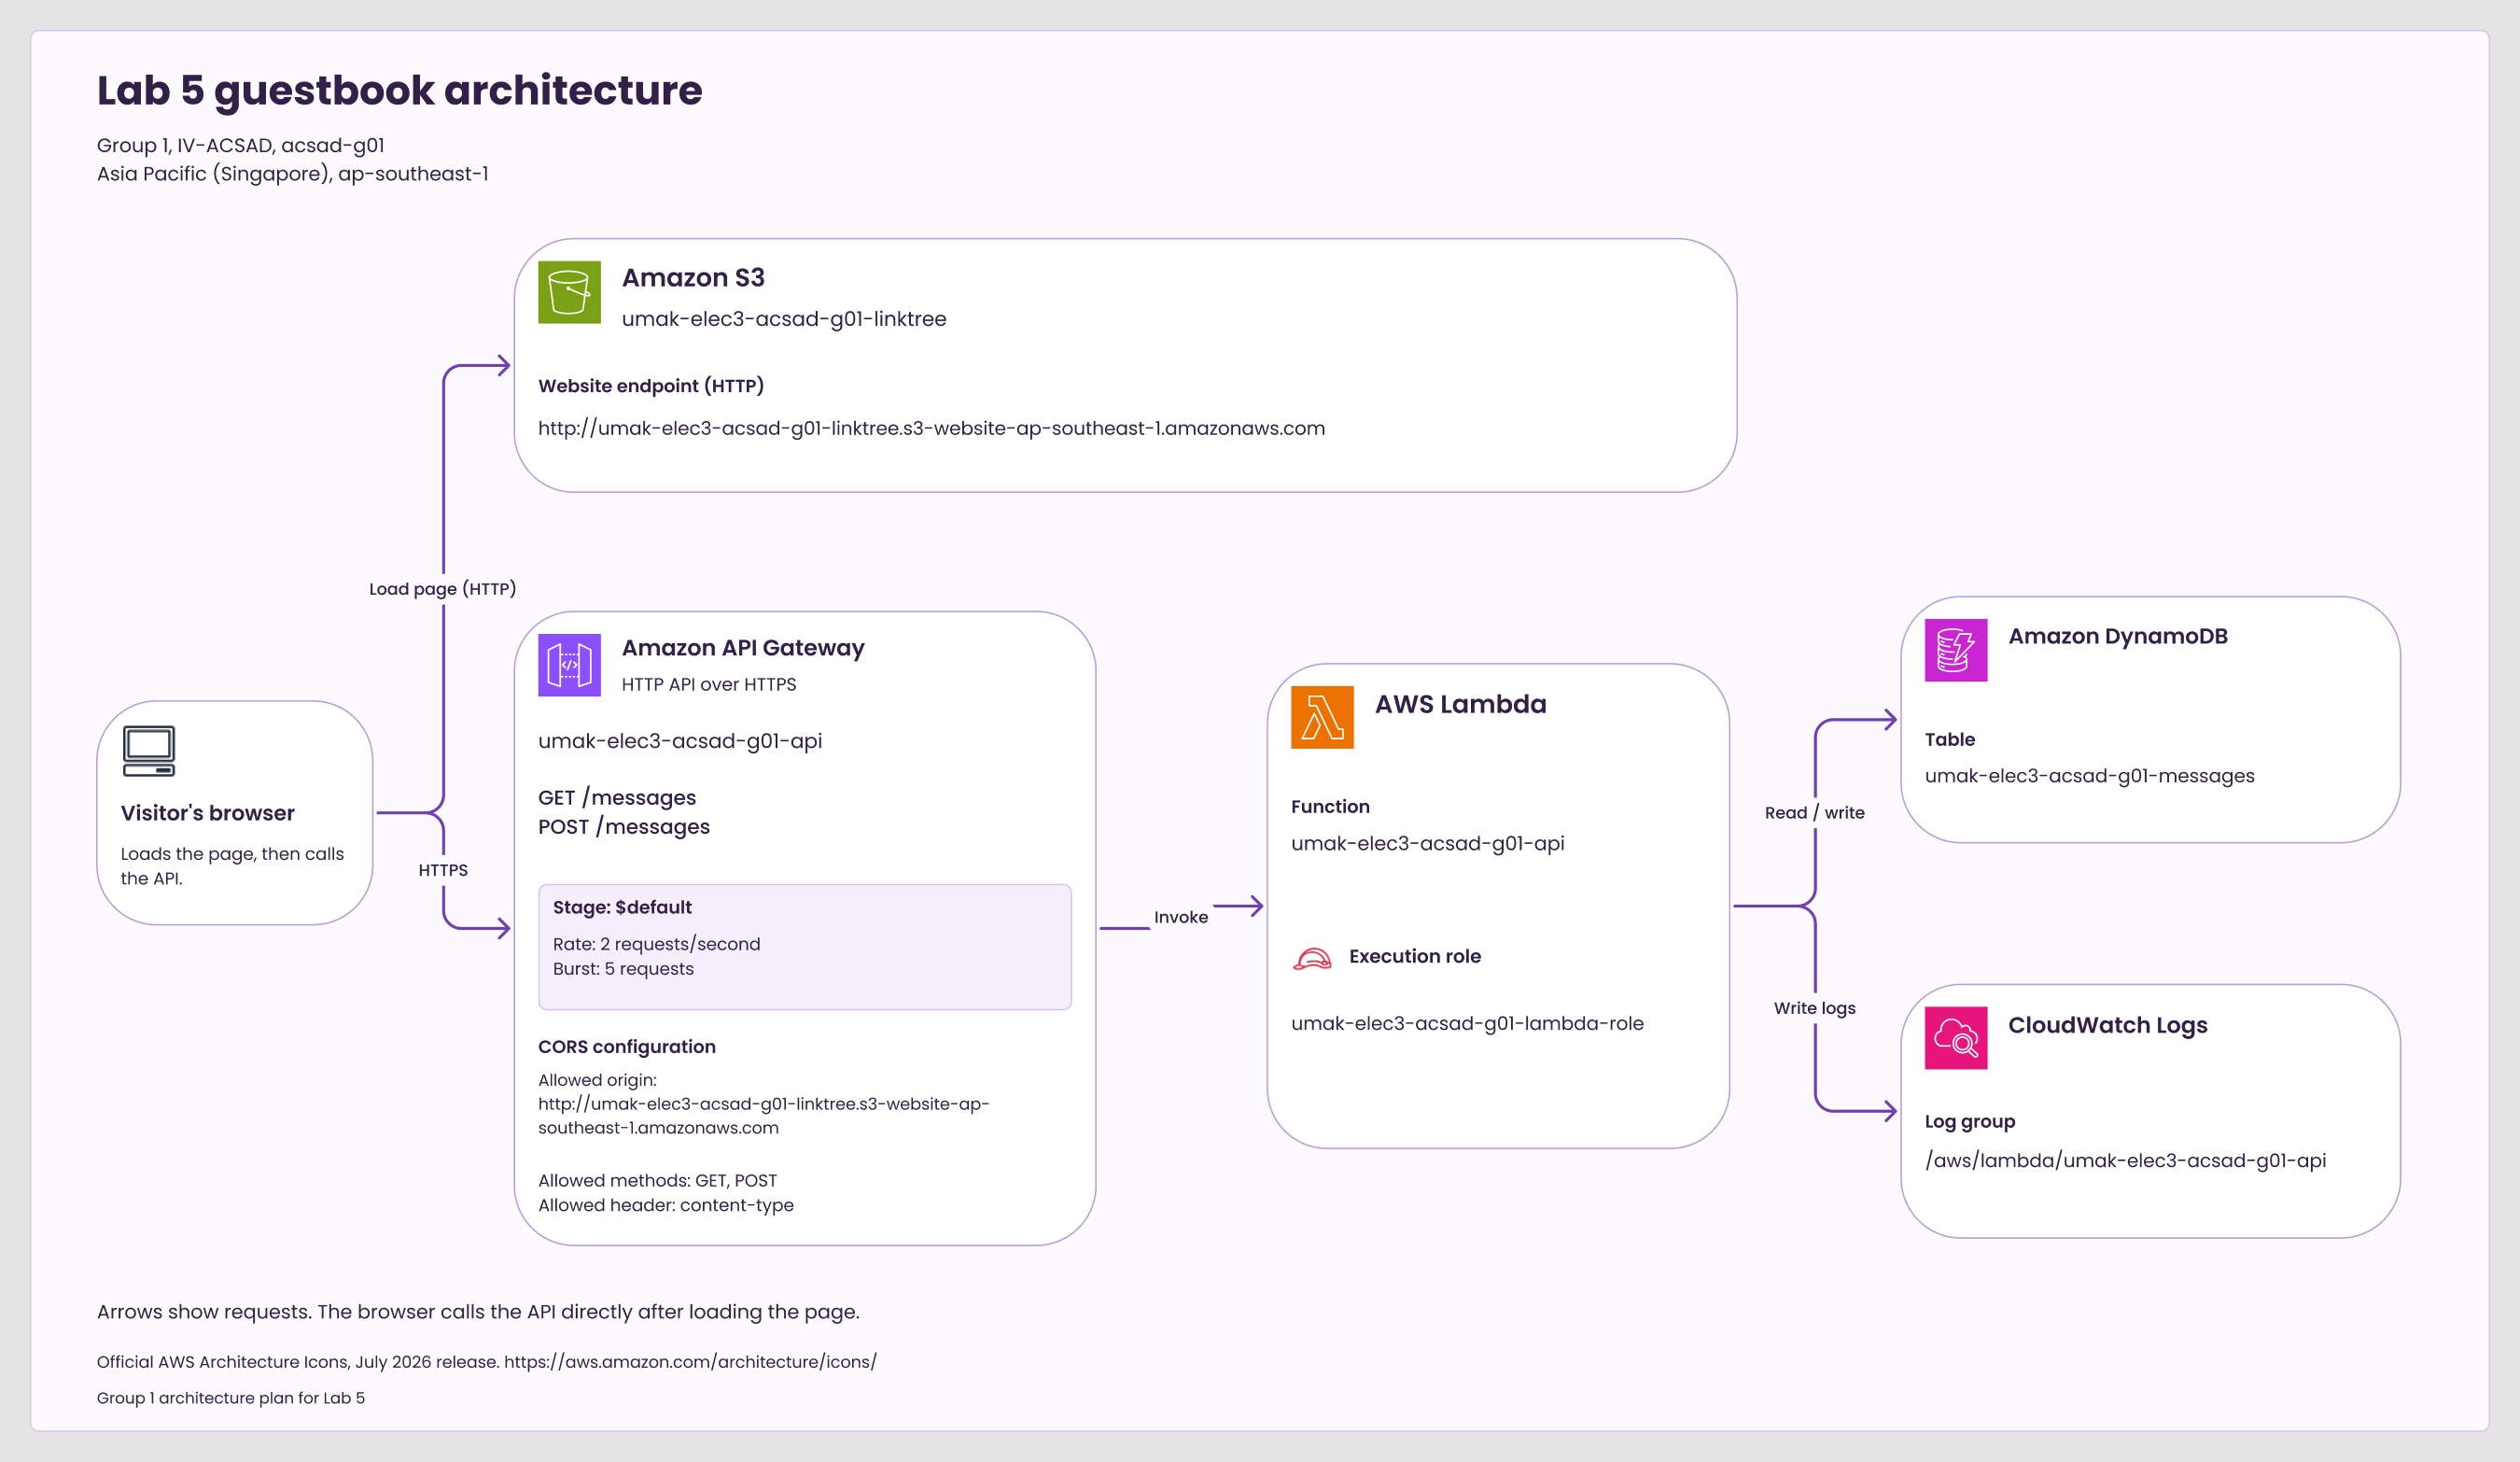 Lab 5 guestbook architecture
Group 1, IV-ACSAD, acsad-g01
Asia Pacific (Singapore), ap-southeast-1
Amazon S3
umak-elec3-acsad-g01-linktree
Website endpoint (HTTP)
http://umak-elec3-acsad-g01-linktree.s3-website-ap-southeast-1.amazonaws.com
Load page (HTTP)
Visitor's browser
Loads the page, then calls
the API.
HTTPS
Amazon API Gateway
HTTP API over HTTPS
umak-elec3-acsad-g01-api
GET /messages
POST /messages
Stage: $default
Rate: 2 requests/second
Burst: 5 requests
CORS configuration
Allowed origin:
http://umak-elec3-acsad-g01-linktree.s3-website-ap-
southeast-1.amazonaws.com
Allowed methods: GET, POST
Allowed header: content-type
Invoke
AWS Lambda
Function
umak-elec3-acsad-g01-api
Execution role
umak-elec3-acsad-g01-lambda-role
Read / write
Write logs
Amazon DynamoDB
Table
umak-elec3-acsad-g01-messages
CloudWatch Logs
Log group
/aws/lambda/umak-elec3-acsad-g01-api
Arrows show requests. The browser calls the API directly after loading the page.
Official AWS Architecture Icons, July 2026 release. https://aws.amazon.com/architecture/icons/
Group 1 architecture plan for Lab 5